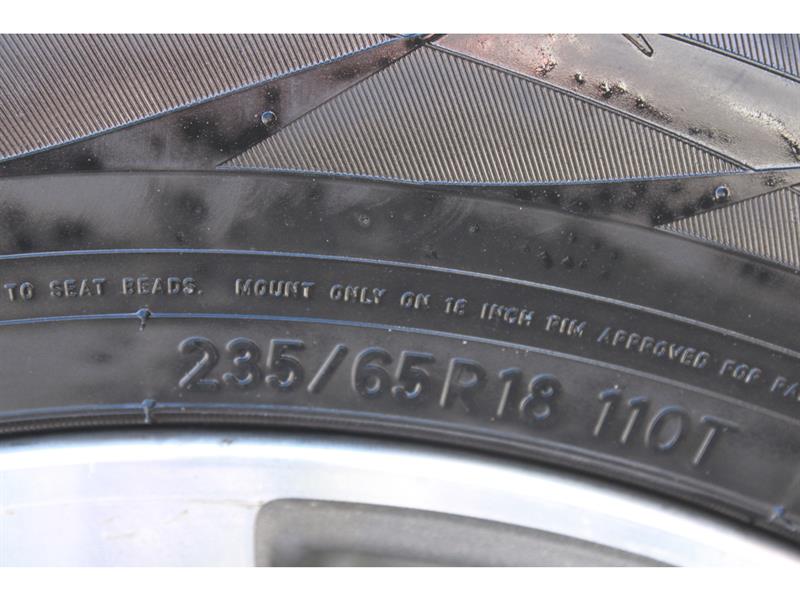 TO SEAT BEADS. MOUNT ONLY ON 18 INCH RIM APPROVED FOR
235/65R18 110T